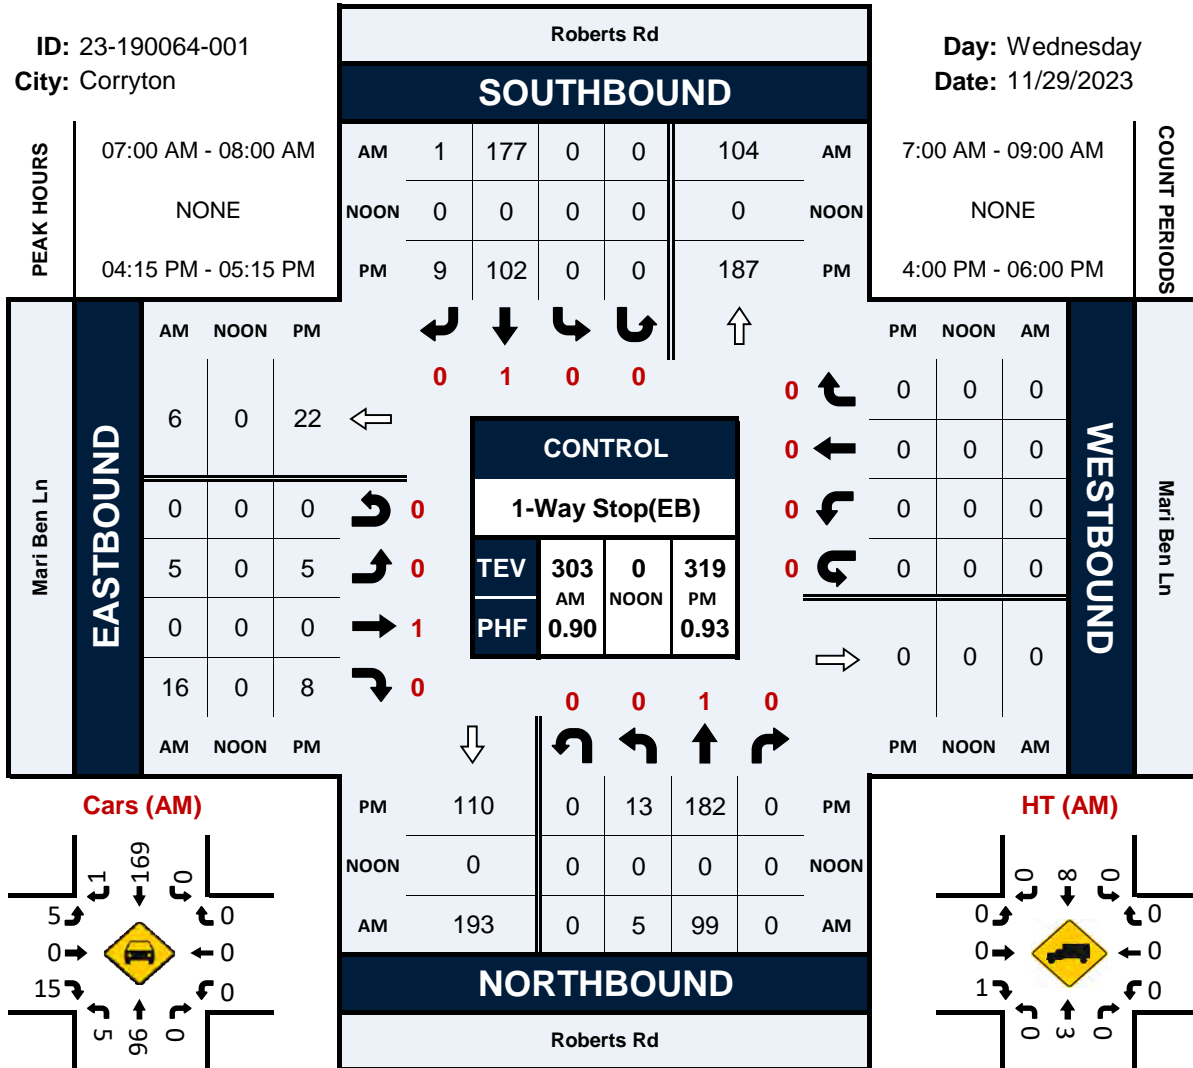 Roberts Rd
ID: 23-190064-001
City: Corryton
Day: Wednesday
Date: 11/29/2023
SOUTHBOUND
PEAK HOURS
07:00 AM - 08:00 AM
NONE
04:15 PM - 05:15 PM
AM 1 177 0 0 104 AM
NOON 0 0 0 0 0 NOON
PM 9 102 0 0 187 PM
7:00 AM - 09:00 AM
NONE
4:00 PM - 06:00 PM
COUNT PERIODS
0 1 0 0
Mari Ben Ln
EASTBOUND
AM NOON PM
6 0 22
0 0 0 0
5 0 5 0
0 0 0 1
16 0 8 0
AM NOON PM
CONTROL
1-Way Stop(EB)
TEV 303 0 319
AM NOON PM
PHF 0.90 0.93
PM NOON AM
0 0 0 0
0 0 0 0
0 0 0 0
0 0 0 0
0 0 0
PM NOON AM
WESTBOUND
Mari Ben Ln
0 0 1 0
PM 110 0 13 182 0 PM
NOON 0 0 0 0 0 NOON
AM 193 0 5 99 0 AM
NORTHBOUND
Roberts Rd
Cars (AM)
1 169 0
5 0
0 0
15 0
5 96 0
HT (AM)
0 8 0
0 0
0 0
1 0
0 3 0